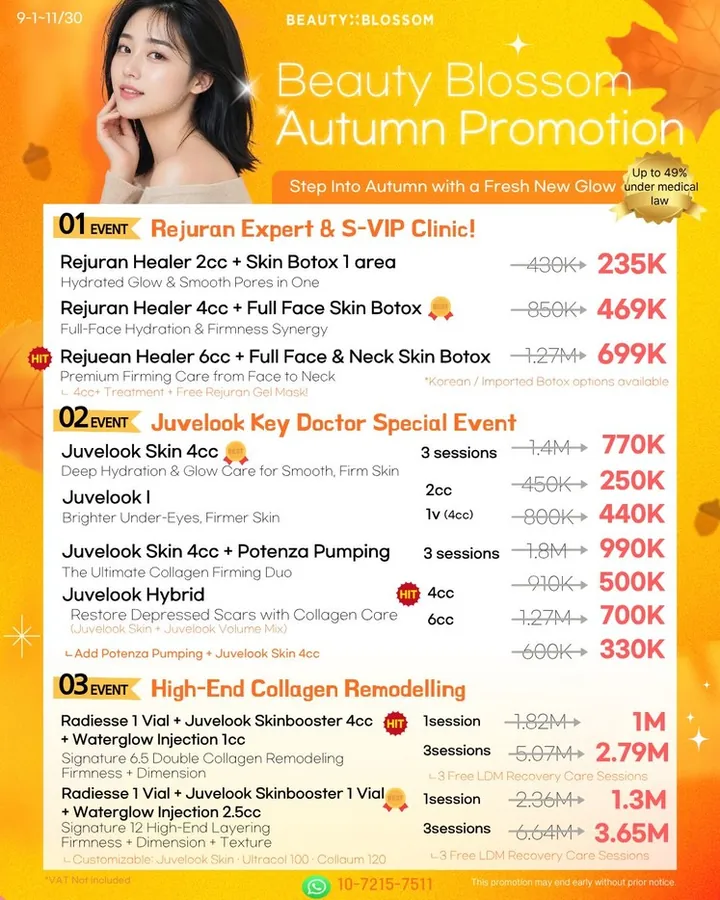 9-1~11/30
BEAUTY BLOSSOM
Beauty Blossom
Autumn Promotion
Step Into Autumn with a Fresh New Glow
Up to 49%
under medical
law
01 EVENT Rejuran Expert & S-VIP Clinic!
Rejuran Healer 2cc + Skin Botox 1 area 430K 235K
Hydrated Glow & Smooth Pores in One
Rejuran Healer 4cc + Full Face Skin Botox BEST 850K 469K
Full-Face Hydration & Firmness Synergy
HIT Rejuean Healer 6cc + Full Face & Neck Skin Botox 1.27M 699K
Premium Firming Care from Face to Neck
*Korean / Imported Botox options available
4cc+ Treatment + Free Rejuran Gel Mask!
02 EVENT Juvelook Key Doctor Special Event
Juvelook Skin 4cc BEST 3 sessions 1.4M 770K
Deep Hydration & Glow Care for Smooth, Firm Skin
2cc 450K 250K
Juvelook I
1v (4cc) 800K 440K
Brighter Under-Eyes, Firmer Skin
Juvelook Skin 4cc + Potenza Pumping 3 sessions 1.8M 990K
The Ultimate Collagen Firming Duo
Juvelook Hybrid HIT 4cc 910K 500K
Restore Depressed Scars with Collagen Care 6cc 1.27M 700K
(Juvelook Skin + Juvelook Volume Mix)
Add Potenza Pumping + Juvelook Skin 4cc 600K 330K
03 EVENT High-End Collagen Remodelling
Radiesse 1 Vial + Juvelook Skinbooster 4cc HIT 1session 1.82M 1M
+ Waterglow Injection 1cc
Signature 6.5 Double Collagen Remodeling 3sessions 5.07M 2.79M
Firmness + Dimension
3 Free LDM Recovery Care Sessions
Radiesse 1 Vial + Juvelook Skinbooster 1 Vial BEST 1session 2.36M 1.3M
+ Waterglow Injection 2.5cc
Signature 12 High-End Layering 3sessions 6.64M 3.65M
Firmness + Dimension + Texture
3 Free LDM Recovery Care Sessions
Customizable: Juvelook Skin · Ultracol 100 · Collaum 120
*VAT Not included
10-7215-7511
This promotion may end early without prior notice.